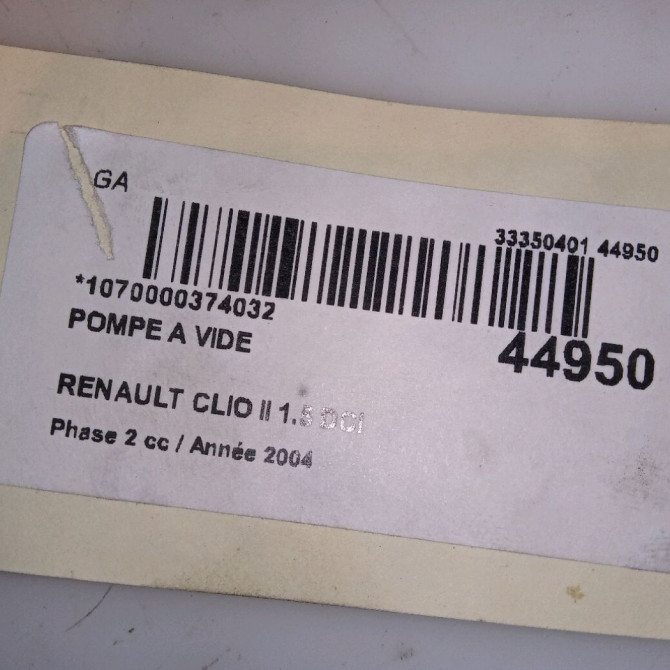 GA
33350401 44950
*1070000374032
44950
POMPE A VIDE
RENAULT CLIO II 1.5 DCI
Phase 2 cc / Année 2004